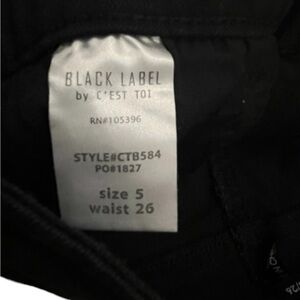 BLACK LABEL
by C'EST TOI
RN#105396
STYLE#CTB584
PO#1827
size 5
waist 26